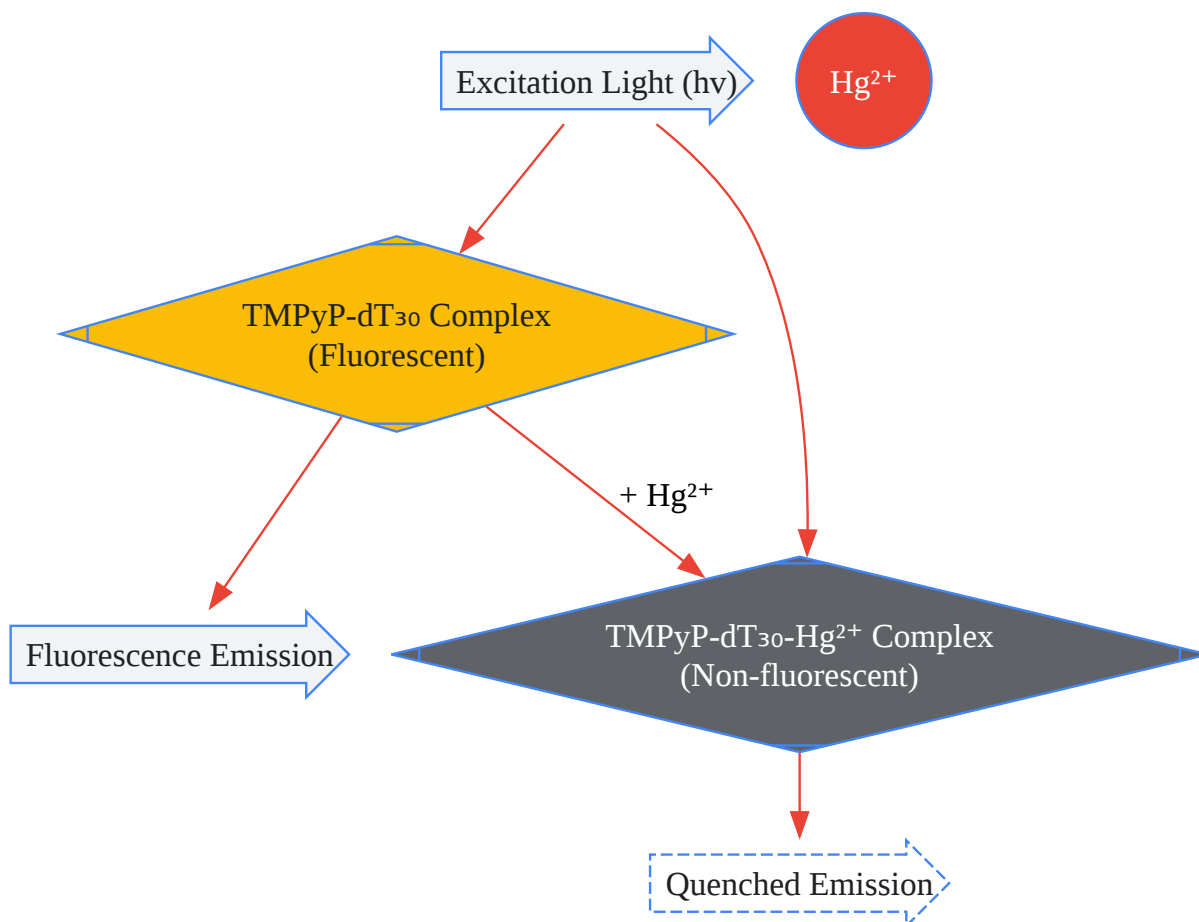 Excitation Light (hv)
Hg²⁺
TMPyP-dT₃₀ Complex
(Fluorescent)
+ Hg²⁺
TMPyP-dT₃₀-Hg²⁺ Complex
(Non-fluorescent)
Fluorescence Emission
Quenched Emission